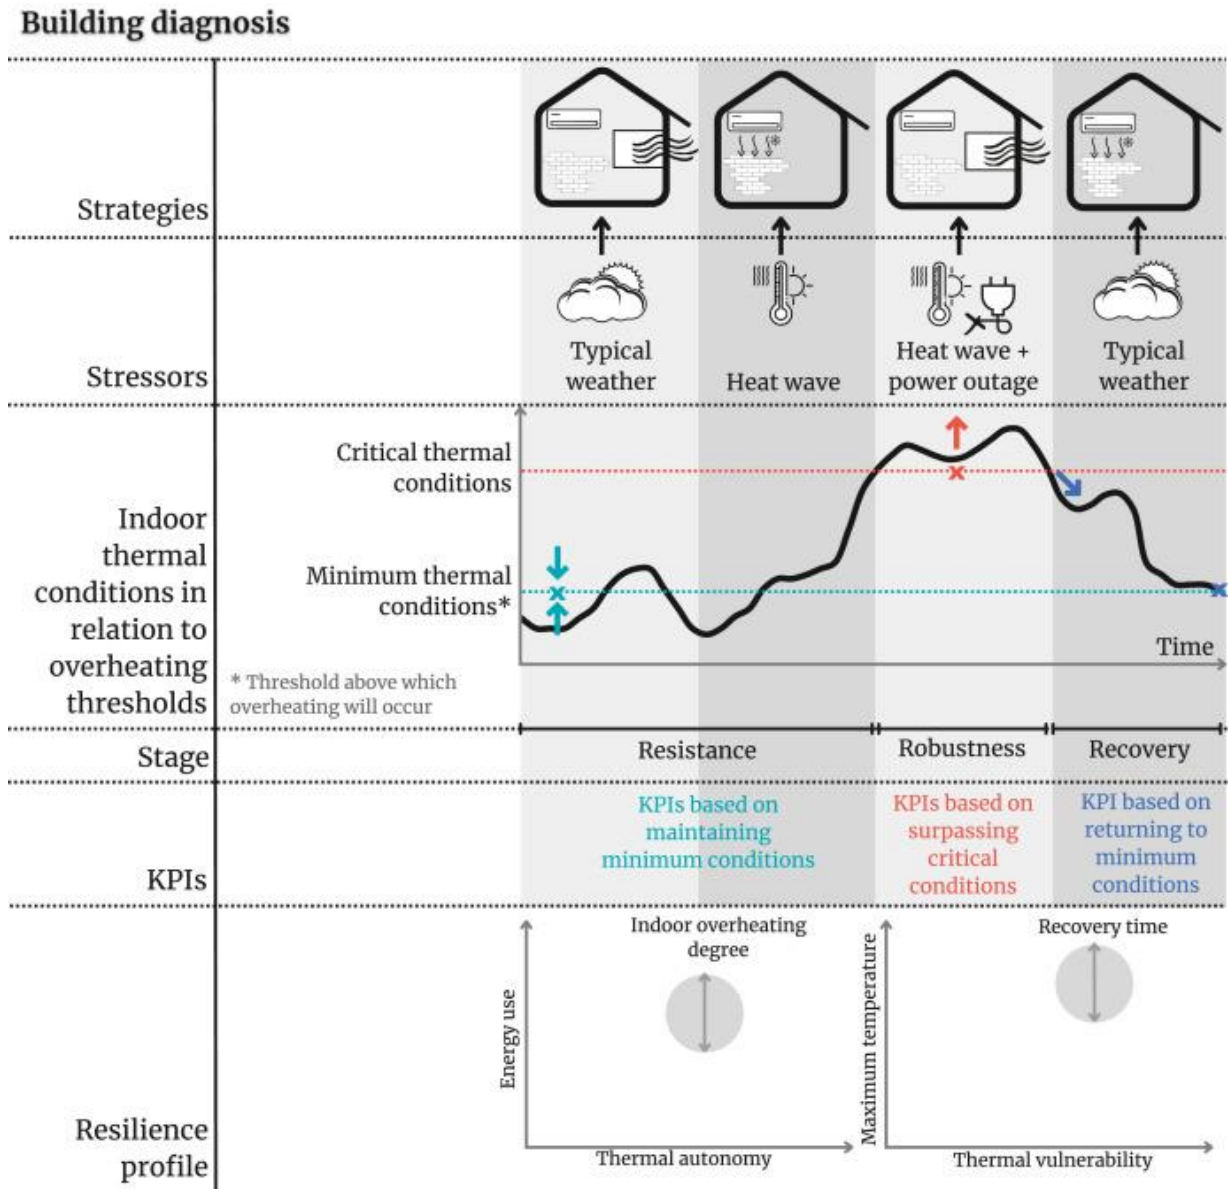 Building diagnosis
Strategies
Stressors
Typical
weather
Heat wave
Heat wave +
power outage
Typical
weather
Indoor
thermal
conditions in
relation to
overheating
thresholds
Critical thermal
conditions
Minimum thermal
conditions*
* Threshold above which
overheating will occur
Time
Stage
Resistance
Robustness
Recovery
KPIs
KPIs based on
maintaining
minimum conditions
KPIs based on
surpassing
critical
conditions
KPI based on
returning to
minimum
conditions
Resilience
profile
Energy use
Indoor overheating
degree
Thermal autonomy
Maximum temperature
Recovery time
Thermal vulnerability